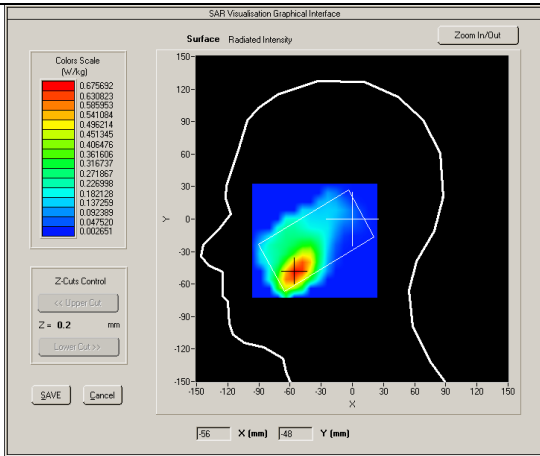 SAR Visualisation Graphical Interface
Surface Radiated Intensity
Zoom In/Out
Colors Scale
(W/kg)
0.675692
0.630823
0.585953
0.541084
0.496214
0.451345
0.406476
0.361606
0.316737
0.271867
0.226998
0.182128
0.137259
0.092389
0.047520
0.002651
Z-Cuts Control
<< Upper Cut
Z = 0.2 mm
Lower Cut >>
SAVE Cancel
150
120
90
60
30
0
-30
-60
-90
-120
-150
Y
-150 -120 -90 -60 -30 0 30 60 90 120 150
X
-56 X (mm) -48 Y (mm)